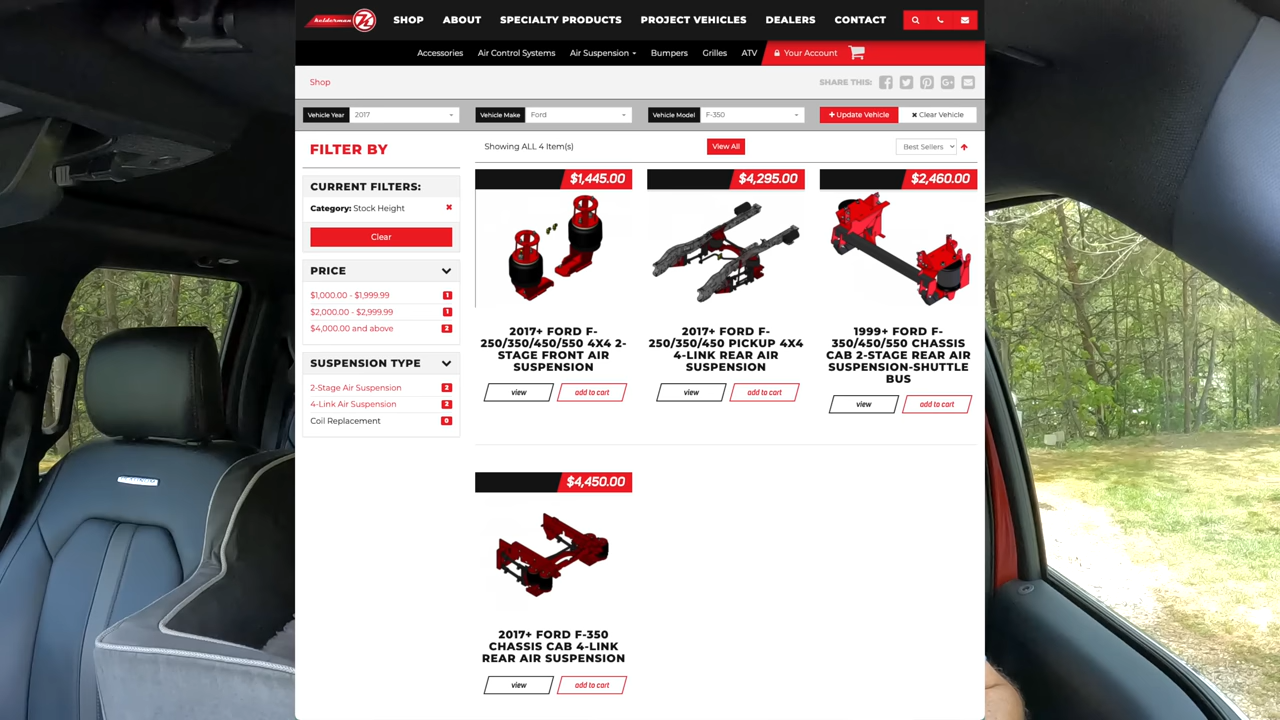 kelderman
SHOP ABOUT SPECIALTY PRODUCTS PROJECT VEHICLES DEALERS CONTACT
Accessories Air Control Systems Air Suspension Bumpers Grilles ATV Your Account
Shop
SHARE THIS:
Vehicle Year 2017 Vehicle Make Ford Vehicle Model F-350 Update Vehicle Clear Vehicle
FILTER BY
Showing ALL 4 Item(s) View All Best Sellers
CURRENT FILTERS:
Category: Stock Height
Clear
PRICE
$1,000.00 - $1,999.99 1
$2,000.00 - $2,999.99 1
$4,000.00 and above 2
SUSPENSION TYPE
2-Stage Air Suspension 2
4-Link Air Suspension 2
Coil Replacement 0
$1,445.00
2017+ FORD F-
250/350/450/550 4X4 2-
STAGE FRONT AIR
SUSPENSION
view add to cart
$4,295.00
2017+ FORD F-
250/350/450 PICKUP 4X4
4-LINK REAR AIR
SUSPENSION
view add to cart
$2,460.00
1999+ FORD F-
350/450/550 CHASSIS
CAB 2-STAGE REAR AIR
SUSPENSION-SHUTTLE
BUS
view add to cart
$4,450.00
2017+ FORD F-350
CHASSIS CAB 4-LINK
REAR AIR SUSPENSION
view add to cart